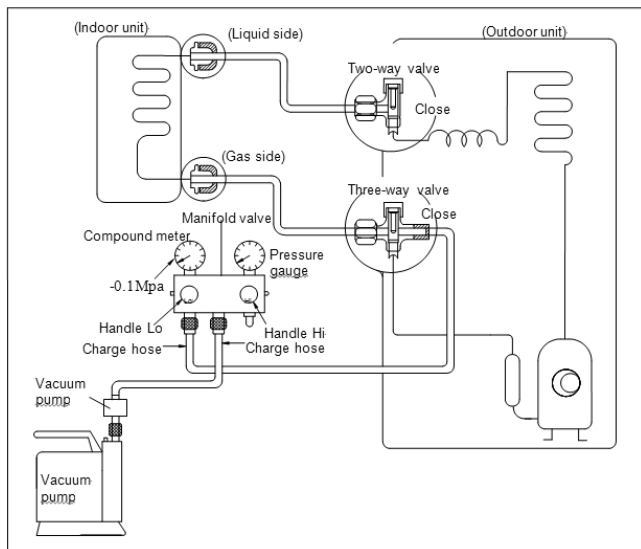 (Indoor unit)
(Liquid side)
(Outdoor unit)
Two-way valve
Close
(Gas side)
Three-way valve
Close
Manifold valve
Compound meter
Pressure
gauge
-0.1Mpa
Lo
Handle Lo
Handle Hi
Charge hose
Charge hose
Vacuum
pump
Vacuum
pump